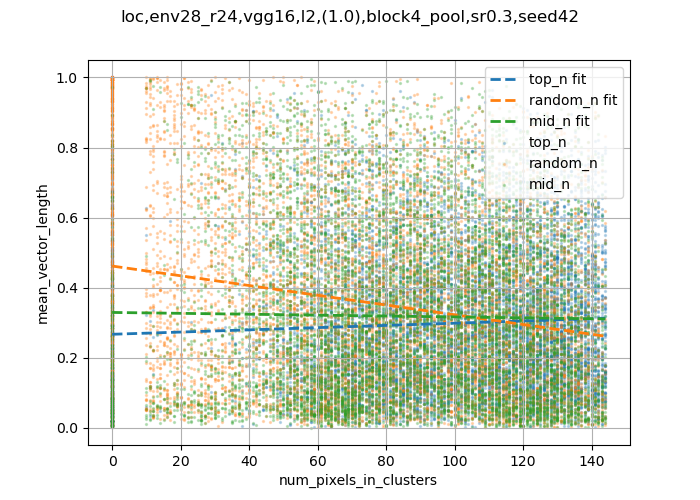 loc,env28_r24,vgg16,l2,(1.0),block4_pool,sr0.3,seed42
1.0
0.8
0.6
0.4
0.2
0.0
mean_vector_length
top_n fit
random_n fit
mid_n fit
top_n
random_n
mid_n
0 20 40 60 80 100 120 140
num_pixels_in_clusters